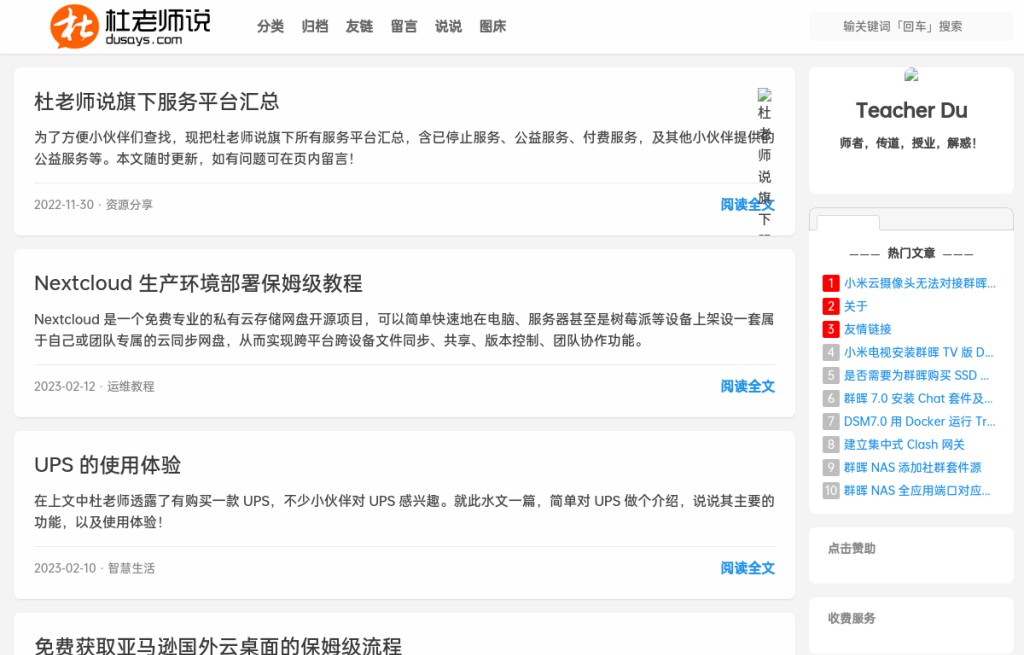 杜老师说
dusays.com
分类 归档 友链 留言 说说 图床
输关键词「回车」搜索
杜老师说旗下服务平台汇总
为了方便小伙伴们查找，现把杜老师说旗下所有服务平台汇总，含已停止服务、公益服务、付费服务，及其他小伙伴提供的
公益服务等。本文随时更新，如有问题可在页内留言！
杜
老
师
说
旗
下
2022-11-30 · 资源分享
阅读全文
Nextcloud 生产环境部署保姆级教程
Nextcloud 是一个免费专业的私有云存储网盘开源项目，可以简单快速地在电脑、服务器甚至是树莓派等设备上架设一套属
于自己或团队专属的云同步网盘，从而实现跨平台跨设备文件同步、共享、版本控制、团队协作功能。
2023-02-12 · 运维教程
阅读全文
UPS 的使用体验
在上文中杜老师透露了有购买一款 UPS，不少小伙伴对 UPS 感兴趣。就此水文一篇，简单对 UPS 做个介绍，说说其主要的
功能，以及使用体验！
2023-02-10 · 智慧生活
阅读全文
免费获取亚马逊国外云桌面的保姆级流程
Teacher Du
师者，传道，授业，解惑！
——— 热门文章 ———
1 小米云摄像头无法对接群晖...
2 关于
3 友情链接
4 小米电视安装群晖 TV 版 D...
5 是否需要为群晖购买 SSD ...
6 群晖 7.0 安装 Chat 套件及...
7 DSM7.0 用 Docker 运行 Tr...
8 建立集中式 Clash 网关
9 群晖 NAS 添加社群套件源
10 群晖 NAS 全应用端口对应...
点击赞助
收费服务